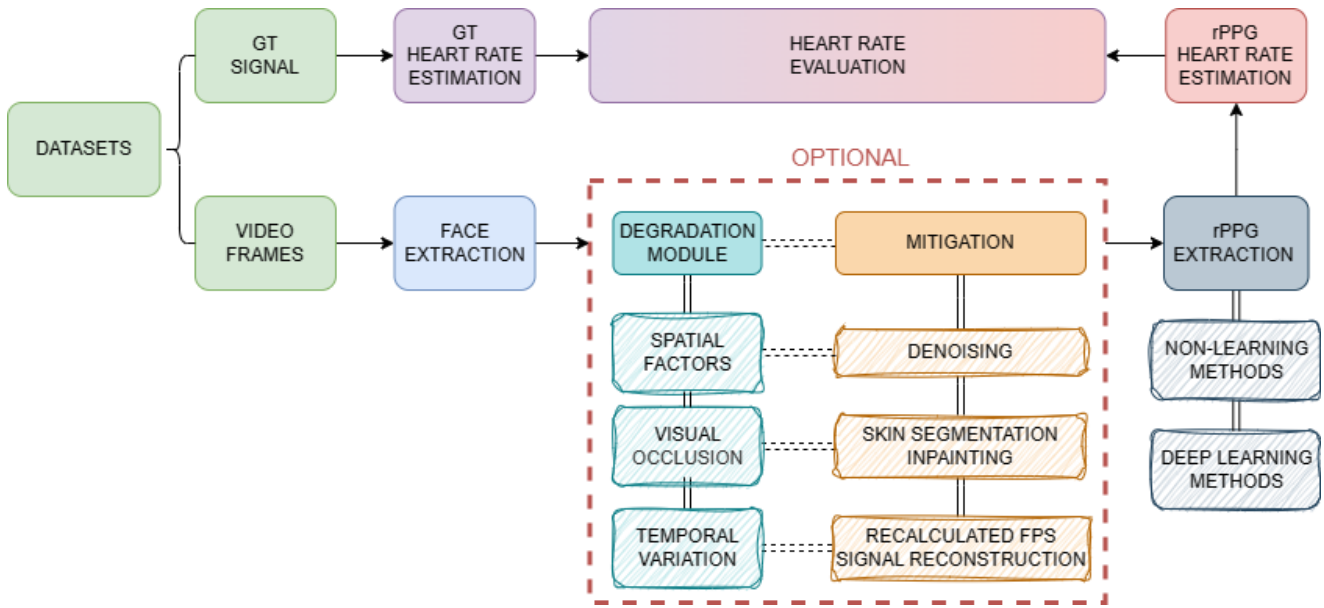 GT
SIGNAL
GT
HEART RATE
ESTIMATION
HEART RATE
EVALUATION
rPPG
HEART RATE
ESTIMATION
DATASETS
OPTIONAL
VIDEO
FRAMES
FACE
EXTRACTION
DEGRADATION
MODULE
MITIGATION
rPPG
EXTRACTION
SPATIAL
FACTORS
DENOISING
NON-LEARNING
METHODS
VISUAL
OCCLUSION
SKIN SEGMENTATION
INPAINTING
DEEP LEARNING
METHODS
TEMPORAL
VARIATION
RECALCULATED FPS
SIGNAL RECONSTRUCTION